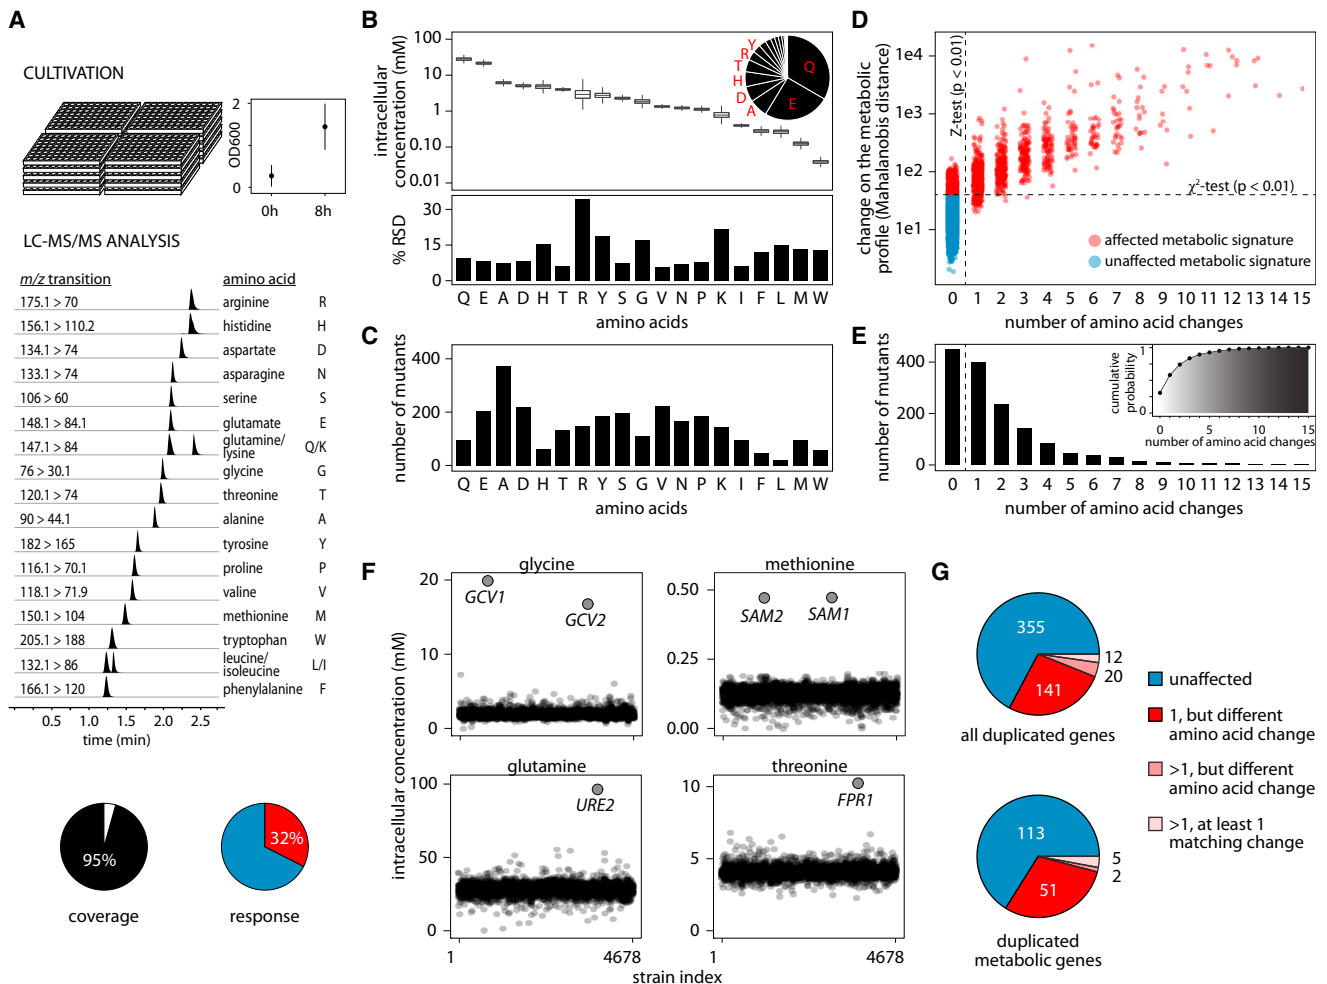 A
CULTIVATION
2
1
0
OD600
0h 8h
LC-MS/MS ANALYSIS
m/z transition amino acid
175.1 > 70 arginine R
156.1 > 110.2 histidine H
134.1 > 74 aspartate D
133.1 > 74 asparagine N
106 > 60 serine S
148.1 > 84.1 glutamate E
147.1 > 84 glutamine/ lysine Q/K
76 > 30.1 glycine G
120.1 > 74 threonine T
90 > 44.1 alanine A
182 > 165 tyrosine Y
116.1 > 70.1 proline P
118.1 > 71.9 valine V
150.1 > 104 methionine M
205.1 > 188 tryptophan W
132.1 > 86 leucine/ isoleucine L/I
166.1 > 120 phenylalanine F
0.5 1.0 1.5 2.0 2.5
time (min)
95%
coverage
32%
response
B
intracellular
concentration (mM)
100
10
1
0.10
0.01
Y
R
T
H
D
A
E
Q
% RSD
30
15
0
Q E A D H T R Y S G V N P K I F L M W
amino acids
C
number of mutants
400
200
0
Q E A D H T R Y S G V N P K I F L M W
amino acids
D
change on the metabolic
profile (Mahalanobis distance)
1e4
1e3
1e2
1e1
Z-test (p < 0.01)
χ2-test (p < 0.01)
affected metabolic signature
unaffected metabolic signature
0 1 2 3 4 5 6 7 8 9 10 11 12 13 14 15
number of amino acid changes
E
number of mutants
400
200
0
cumulative
probability
1
0
0 5 10 15
number of amino acid changes
0 1 2 3 4 5 6 7 8 9 10 11 12 13 14 15
number of amino acid changes
F
intracellular concentration (mM)
glycine
20
10
0
GCV1
GCV2
methionine
0.50
0.25
0.00
SAM2
SAM1
glutamine
100
50
0
URE2
threonine
10
5
0
FPR1
1 4678 1 4678
strain index
G
355
141
12
20
all duplicated genes
113
51
5
2
duplicated
metabolic genes
unaffected
1, but different
amino acid change
>1, but different
amino acid change
>1, at least 1
matching change